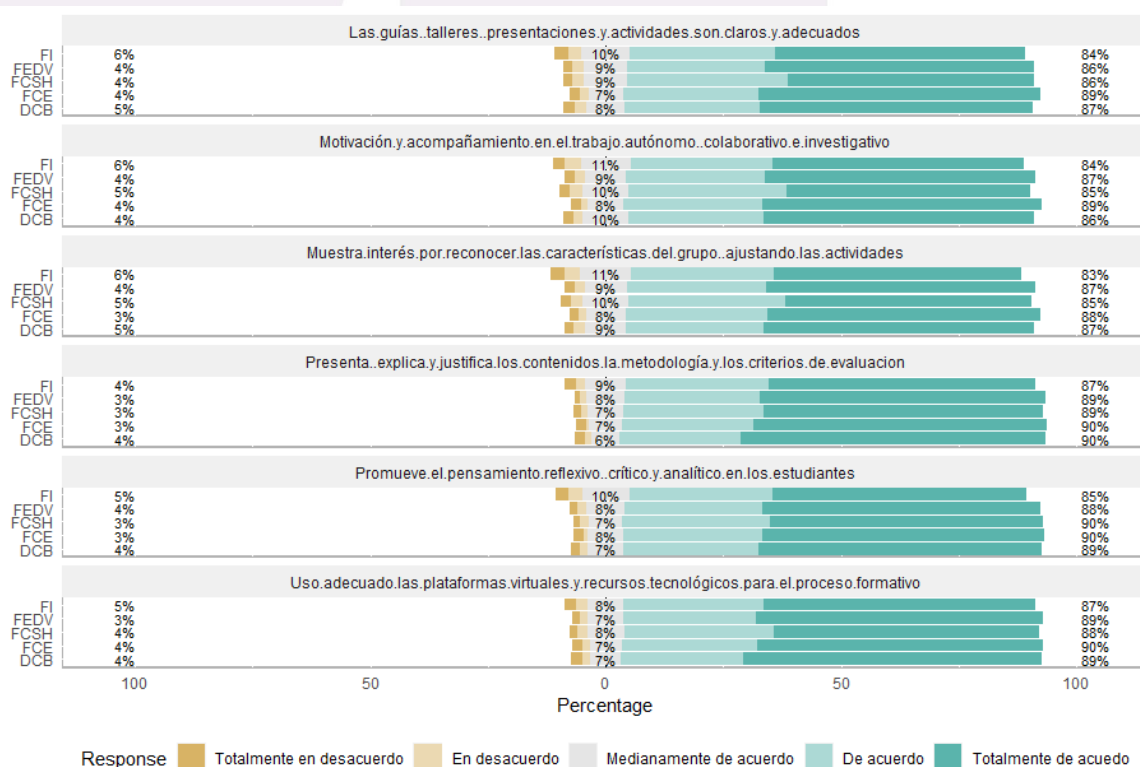 Las.guías..talleres..presentaciones.y.actividades.son.claros.y.adecuados
FI 6% 10% 84%
FEDV 4% 9% 86%
FCSH 4% 9% 86%
FCE 4% 7% 89%
DCB 5% 8% 87%
Motivación.y.acompañamiento.en.el.trabajo.autónomo..colaborativo.e.investigativo
FI 6% 11% 84%
FEDV 4% 9% 87%
FCSH 5% 10% 85%
FCE 4% 8% 89%
DCB 4% 10% 86%
Muestra.interés.por.reconocer.las.características.del.grupo..ajustando.las.actividades
FI 6% 11% 83%
FEDV 4% 9% 87%
FCSH 5% 10% 85%
FCE 3% 8% 88%
DCB 5% 9% 87%
Presenta..explica.y.justifica.los.contenidos.la.metodología.y.los.criterios.de.evaluacion
FI 4% 9% 87%
FEDV 3% 8% 89%
FCSH 3% 7% 89%
FCE 3% 7% 90%
DCB 4% 6% 90%
Promueve.el.pensamiento.reflexivo..crítico.y.analítico.en.los.estudiantes
FI 5% 10% 85%
FEDV 4% 8% 88%
FCSH 3% 7% 90%
FCE 3% 8% 90%
DCB 4% 7% 89%
Uso.adecuado.las.plataformas.virtuales.y.recursos.tecnológicos.para.el.proceso.formativo
FI 5% 8% 87%
FEDV 3% 7% 89%
FCSH 4% 8% 88%
FCE 4% 7% 90%
DCB 4% 7% 89%
100 50 0 50 100
Percentage
Response Totalmente en desacuerdo En desacuerdo Medianamente de acuerdo De acuerdo Totalmente de acuedo